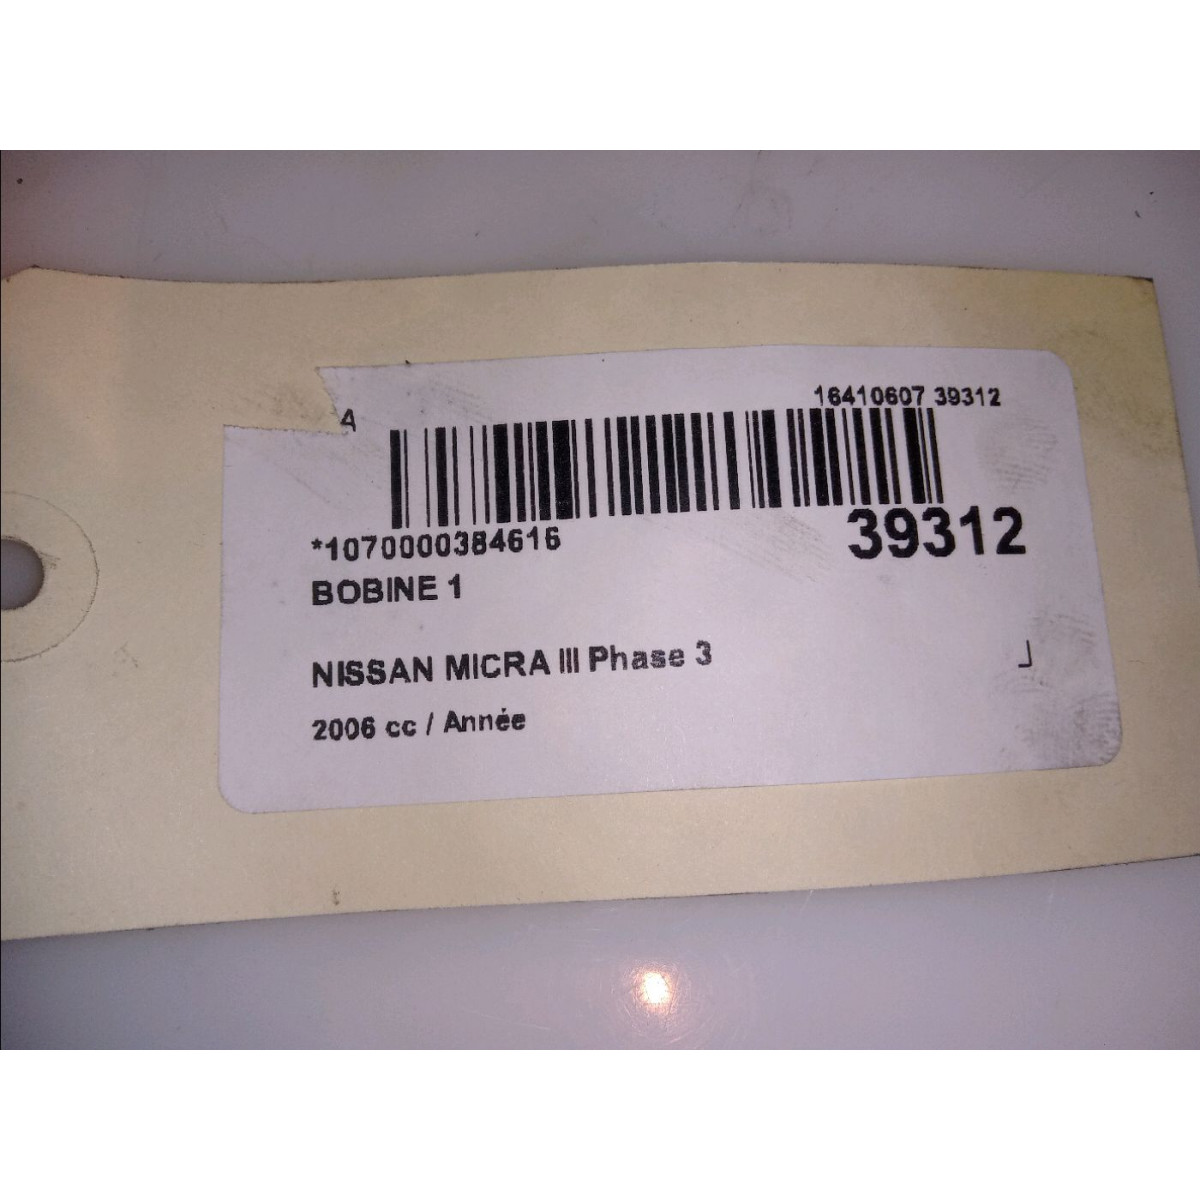 16410607 39312
A
*1070000384616
39312
BOBINE 1
NISSAN MICRA III Phase 3
J
2006 cc / Année